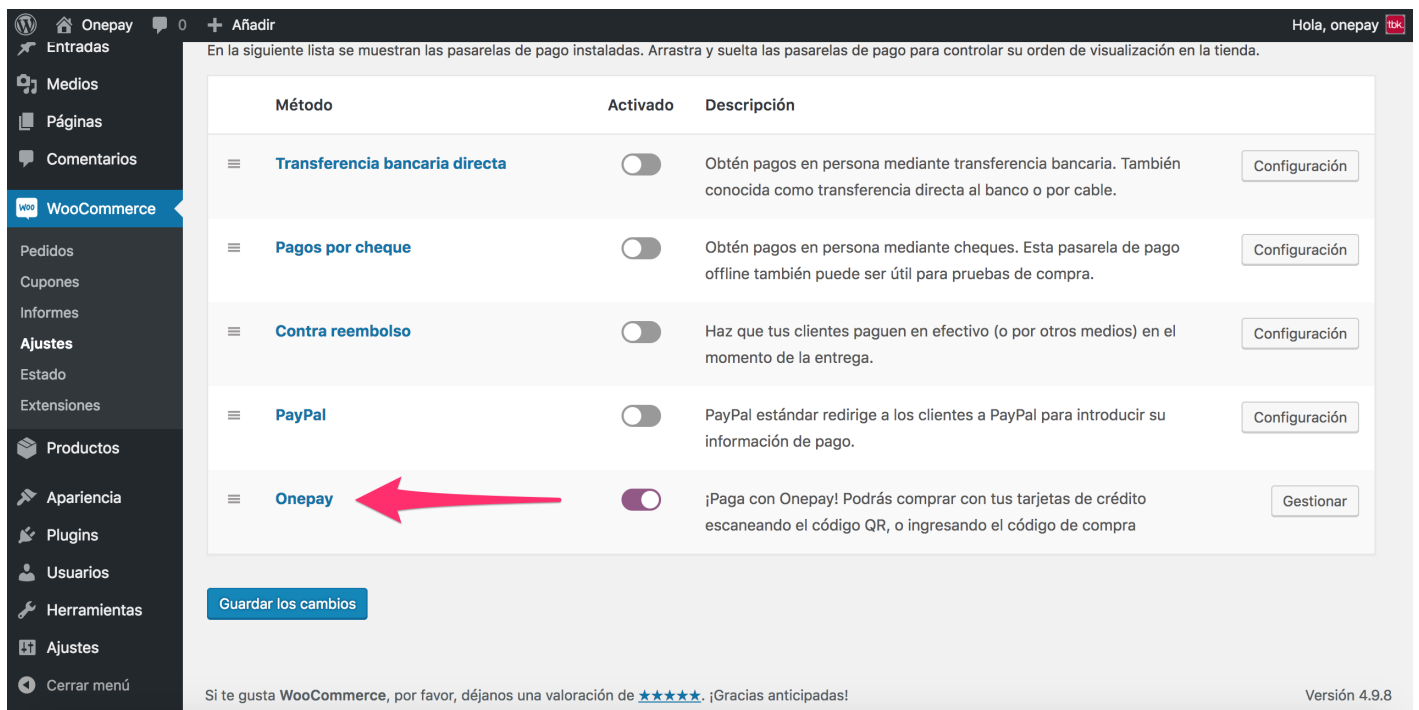 Onepay 0 Añadir Hola, onepay tbk.
Entradas
Medios
Páginas
Comentarios
Woo WooCommerce
Pedidos
Cupones
Informes
Ajustes
Estado
Extensiones
Productos
Apariencia
Plugins
Usuarios
Herramientas
Ajustes
Cerrar menú
En la siguiente lista se muestran las pasarelas de pago instaladas. Arrastra y suelta las pasarelas de pago para controlar su orden de visualización en la tienda.
Método Activado Descripción
Transferencia bancaria directa
Obtén pagos en persona mediante transferencia bancaria. También
conocida como transferencia directa al banco o por cable.
Configuración
Pagos por cheque
Obtén pagos en persona mediante cheques. Esta pasarela de pago
offline también puede ser útil para pruebas de compra.
Configuración
Contra reembolso
Haz que tus clientes paguen en efectivo (o por otros medios) en el
momento de la entrega.
Configuración
PayPal
PayPal estándar redirige a los clientes a PayPal para introducir su
información de pago.
Configuración
Onepay
¡Paga con Onepay! Podrás comprar con tus tarjetas de crédito
escaneando el código QR, o ingresando el código de compra
Gestionar
Guardar los cambios
Si te gusta WooCommerce, por favor, déjanos una valoración de ★★★★★. ¡Gracias anticipadas!
Versión 4.9.8